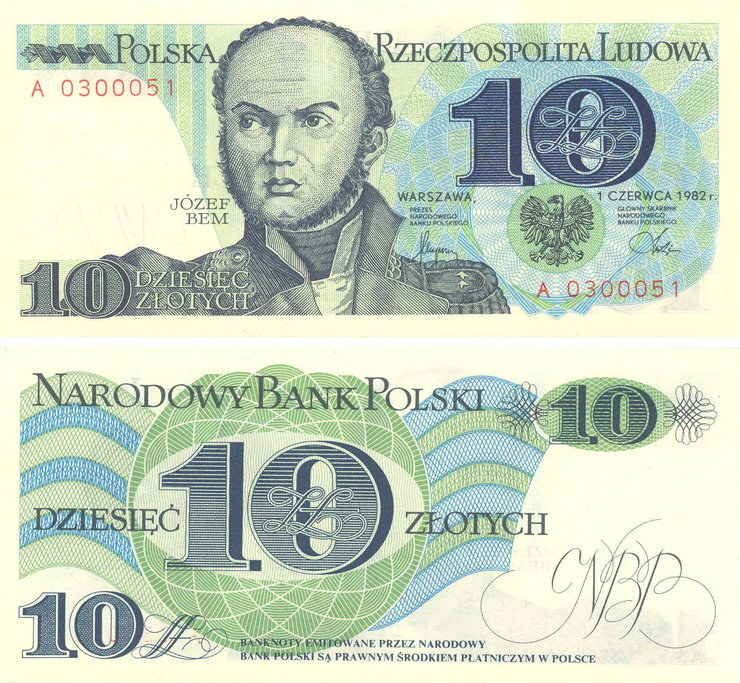 POLSKA RZECZPOSPOLITA LUDOWA
A 0300051
10
JÓZEF
BEM
WARSZAWA, 1 CZERWCA 1982 r.
PREZES
NARODOWEGO
BANKU POLSKIEGO
GŁÓWNY SKARBNIK
NARODOWEGO
BANKU POLSKIEGO
10 DZIESIĘĆ
ZŁOTYCH
A 0300051
NARODOWY BANK POLSKI
10
10
DZIESIĘĆ ZŁOTYCH
NBP
10 zł
BANKNOTY EMITOWANE PRZEZ NARODOWY
BANK POLSKI SĄ PRAWNYM ŚRODKIEM PŁATNICZYM W POLSCE